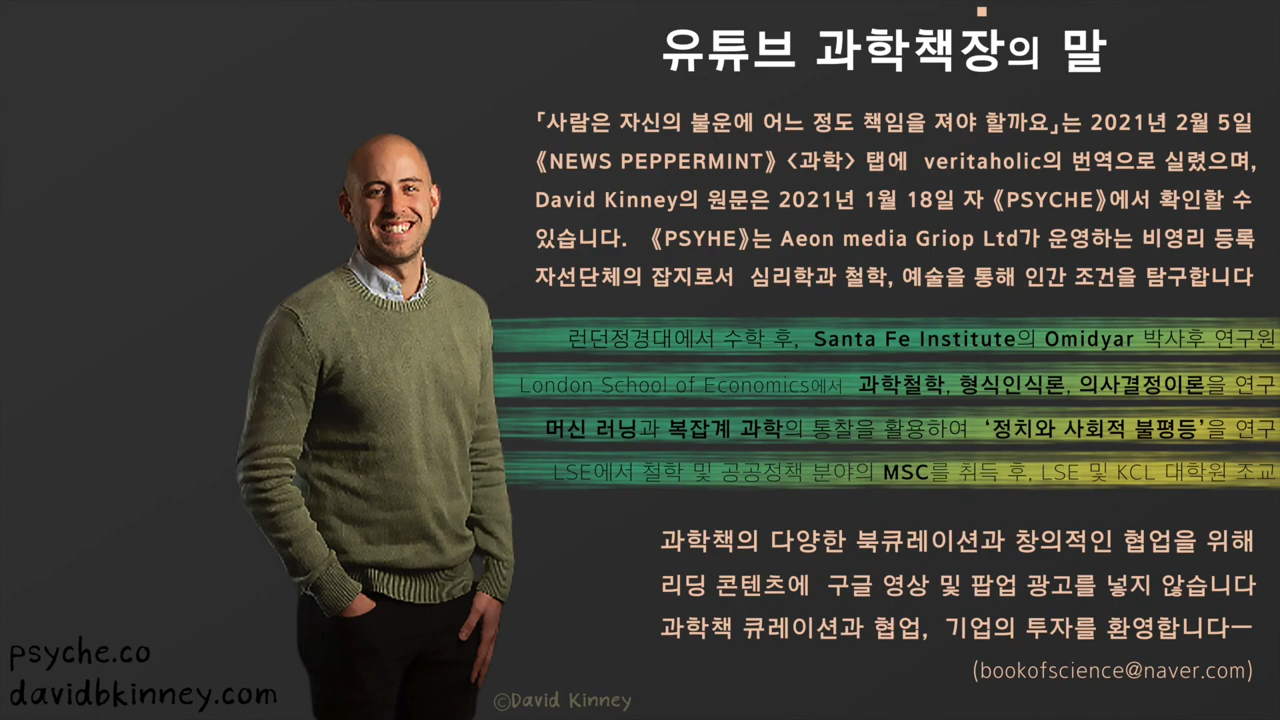 유튜브 과학책장의 말
「사람은 자신의 불운에 어느 정도 책임을 져야 할까요」는 2021년 2월 5일
《NEWS PEPPERMINT》 <과학> 탭에 veritaholic의 번역으로 실렸으며,
David Kinney의 원문은 2021년 1월 18일 자 《PSYCHE》에서 확인할 수
있습니다. 《PSYHE》는 Aeon media Griop Ltd가 운영하는 비영리 등록
자선단체의 잡지로서 심리학과 철학, 예술을 통해 인간 조건을 탐구합니다
런던정경대에서 수학 후, Santa Fe Institute의 Omidyar 박사후 연구원
London School of Economics에서 과학철학, 형식인식론, 의사결정이론을 연구
머신 러닝과 복잡계 과학의 통찰을 활용하여 ‘정치와 사회적 불평등’을 연구
LSE에서 철학 및 공공정책 분야의 MSC를 취득 후, LSE 및 KCL 대학원 조교
과학책의 다양한 북큐레이션과 창의적인 협업을 위해
리딩 콘텐츠에 구글 영상 및 팝업 광고를 넣지 않습니다
과학책 큐레이션과 협업, 기업의 투자를 환영합니다ㅡ
(bookofscience@naver.com)
psyche.co
davidbkinney.com
©David Kinney